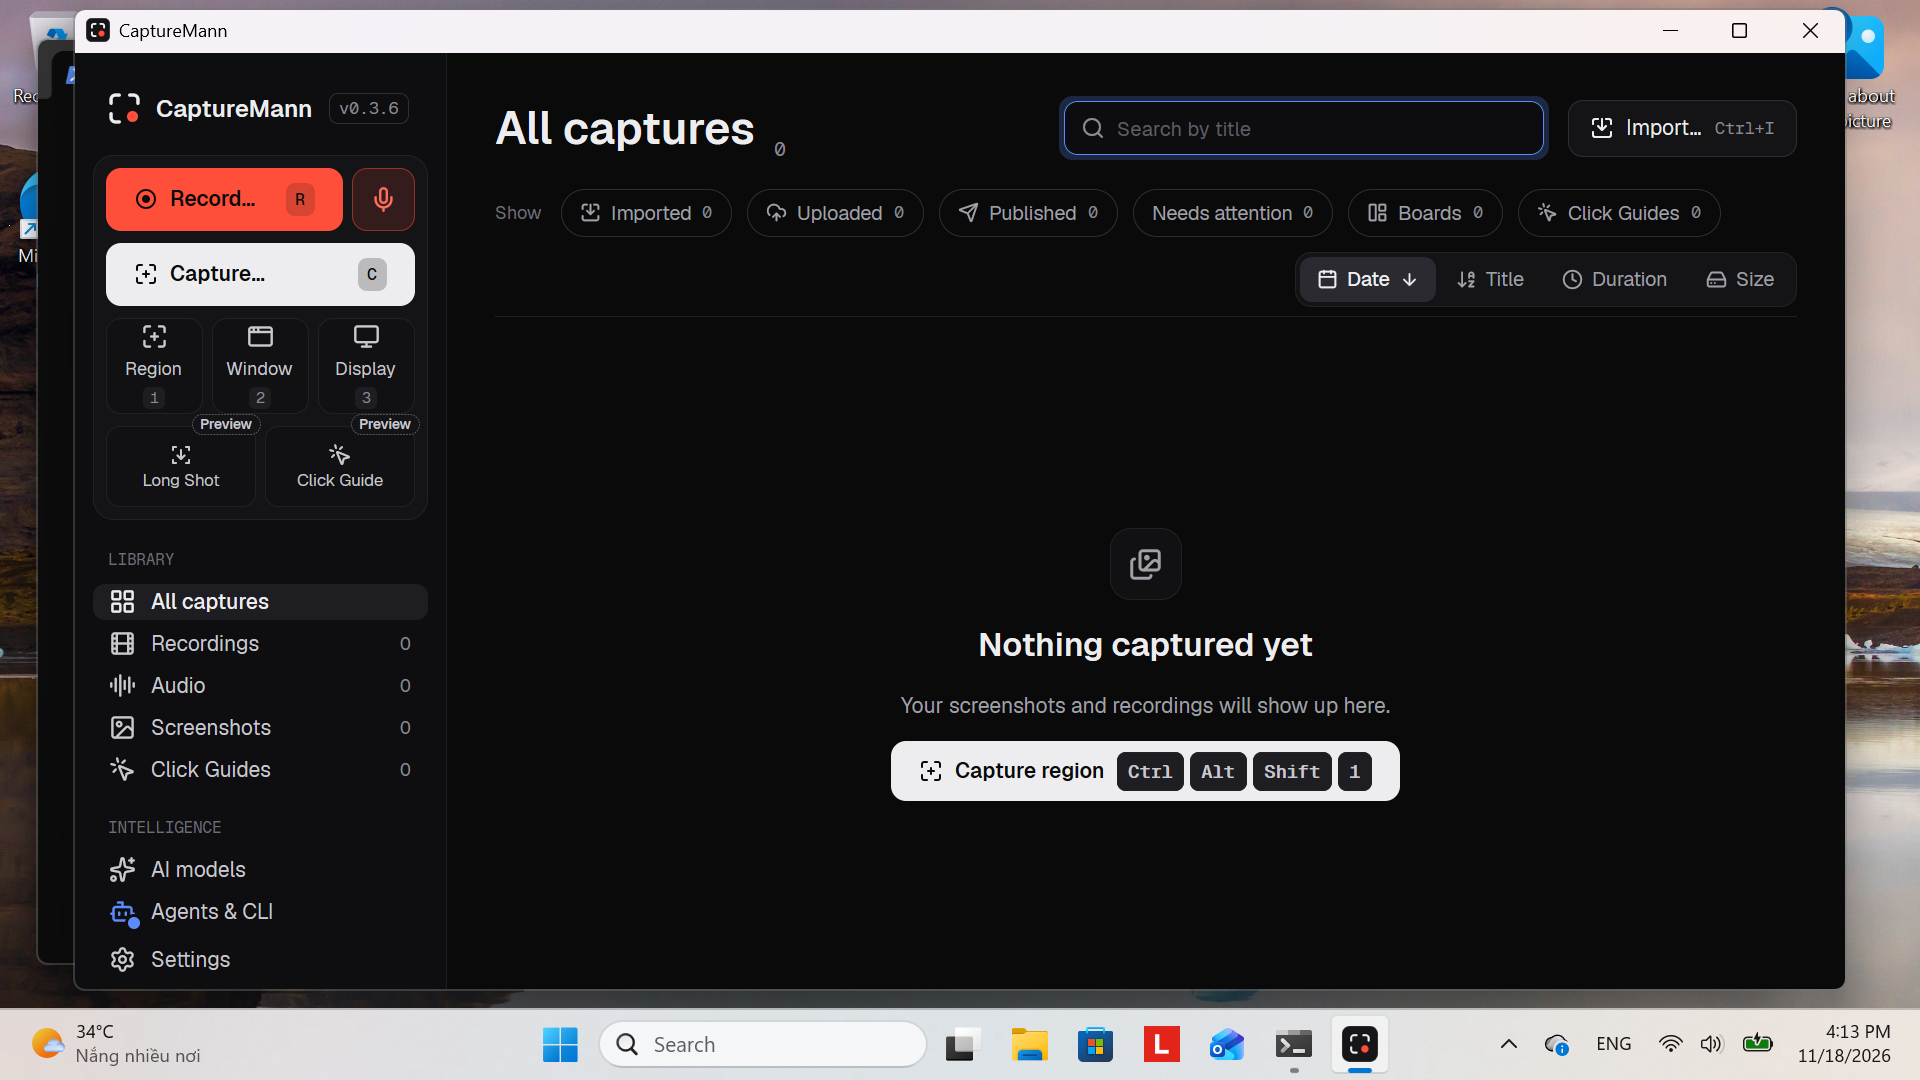 CaptureMann
CaptureMann v0.3.6
Record... R
Capture... C
Region
1
Window
2
Display
3
Preview
Long Shot
Preview
Click Guide
LIBRARY
All captures
Recordings 0
Audio 0
Screenshots 0
Click Guides 0
INTELLIGENCE
AI models
Agents & CLI
Settings
All captures 0
Search by title
Import... Ctrl+I
Show Imported 0 Uploaded 0 Published 0 Needs attention 0 Boards 0 Click Guides 0
Date Title Duration Size
Nothing captured yet
Your screenshots and recordings will show up here.
Capture region Ctrl Alt Shift 1
about
34°C
Nắng nhiều nơi
Search
ENG
4:13 PM
11/18/2026